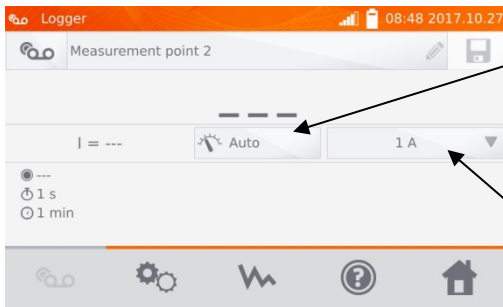 Logger 08:48 2017.10.27
Measurement point 2
– – –
I = --- Auto 1 A
---
1 s
1 min
?